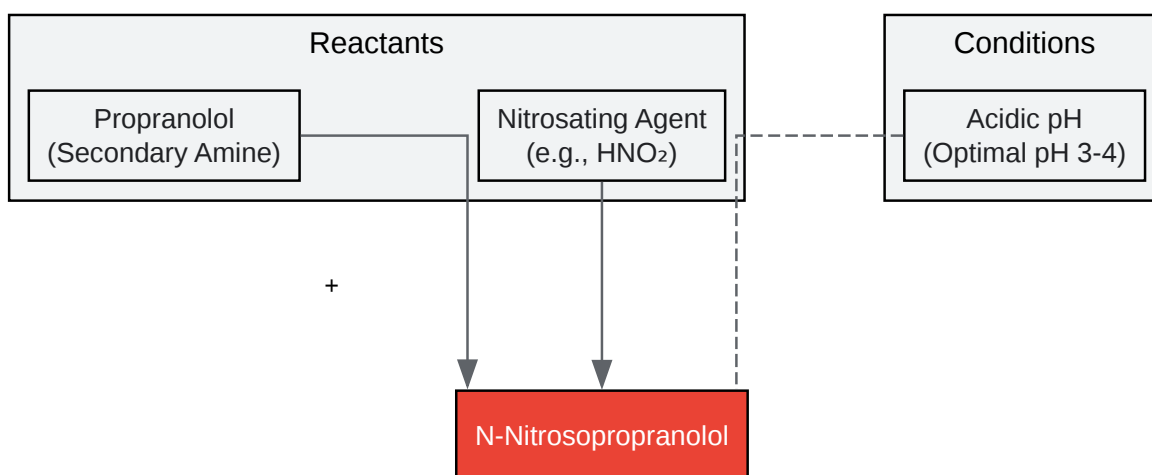 Reactants
Conditions
Propranolol
(Secondary Amine)
Nitrosating Agent
(e.g., HNO₂)
Acidic pH
(Optimal pH 3-4)
+
N-Nitrosopropranolol